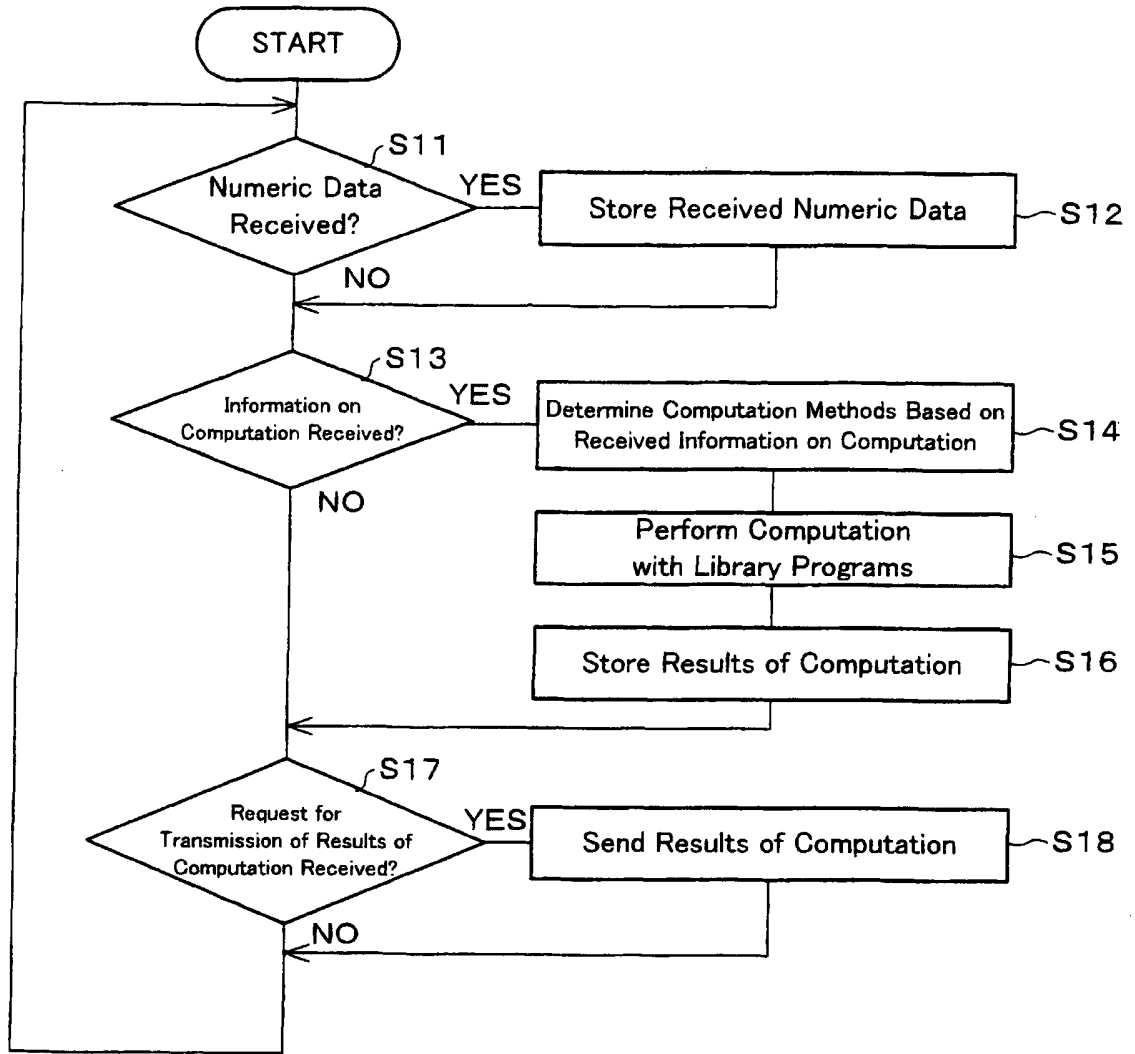 START
S11
Numeric Data
Received?
YES
Store Received Numeric Data
S12
NO
S13
Information on
Computation Received?
YES
Determine Computation Methods Based on
Received Information on Computation
S14
NO
Perform Computation
with Library Programs
S15
Store Results of Computation
S16
S17
Request for
Transmission of Results of
Computation Received?
YES
Send Results of Computation
S18
NO